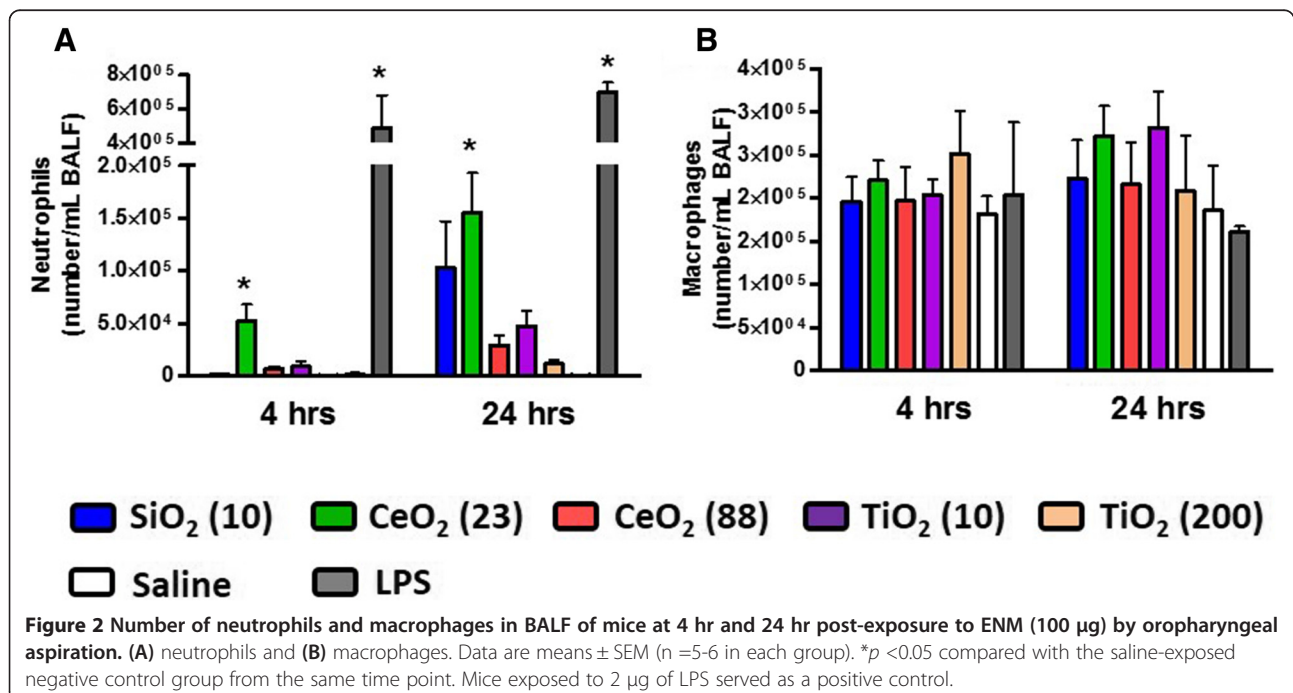 A
Neutrophils
(number/mL BALF)
8×10⁰⁵
6×10⁰⁵
4×10⁰⁵
2.0×10⁵
1.5×10⁵
1.0×10⁵
5.0×10⁴
0
*
*
*
*
4 hrs
24 hrs
B
Macrophages
(number/mL BALF)
4×10⁰⁵
3×10⁰⁵
3×10⁰⁵
2×10⁰⁵
2×10⁰⁵
1×10⁰⁵
5×10⁰⁴
0
4 hrs
24 hrs
SiO₂ (10) CeO₂ (23) CeO₂ (88) TiO₂ (10) TiO₂ (200)
Saline LPS
Figure 2 Number of neutrophils and macrophages in BALF of mice at 4 hr and 24 hr post-exposure to ENM (100 μg) by oropharyngeal
aspiration. (A) neutrophils and (B) macrophages. Data are means ± SEM (n =5-6 in each group). *p <0.05 compared with the saline-exposed
negative control group from the same time point. Mice exposed to 2 μg of LPS served as a positive control.